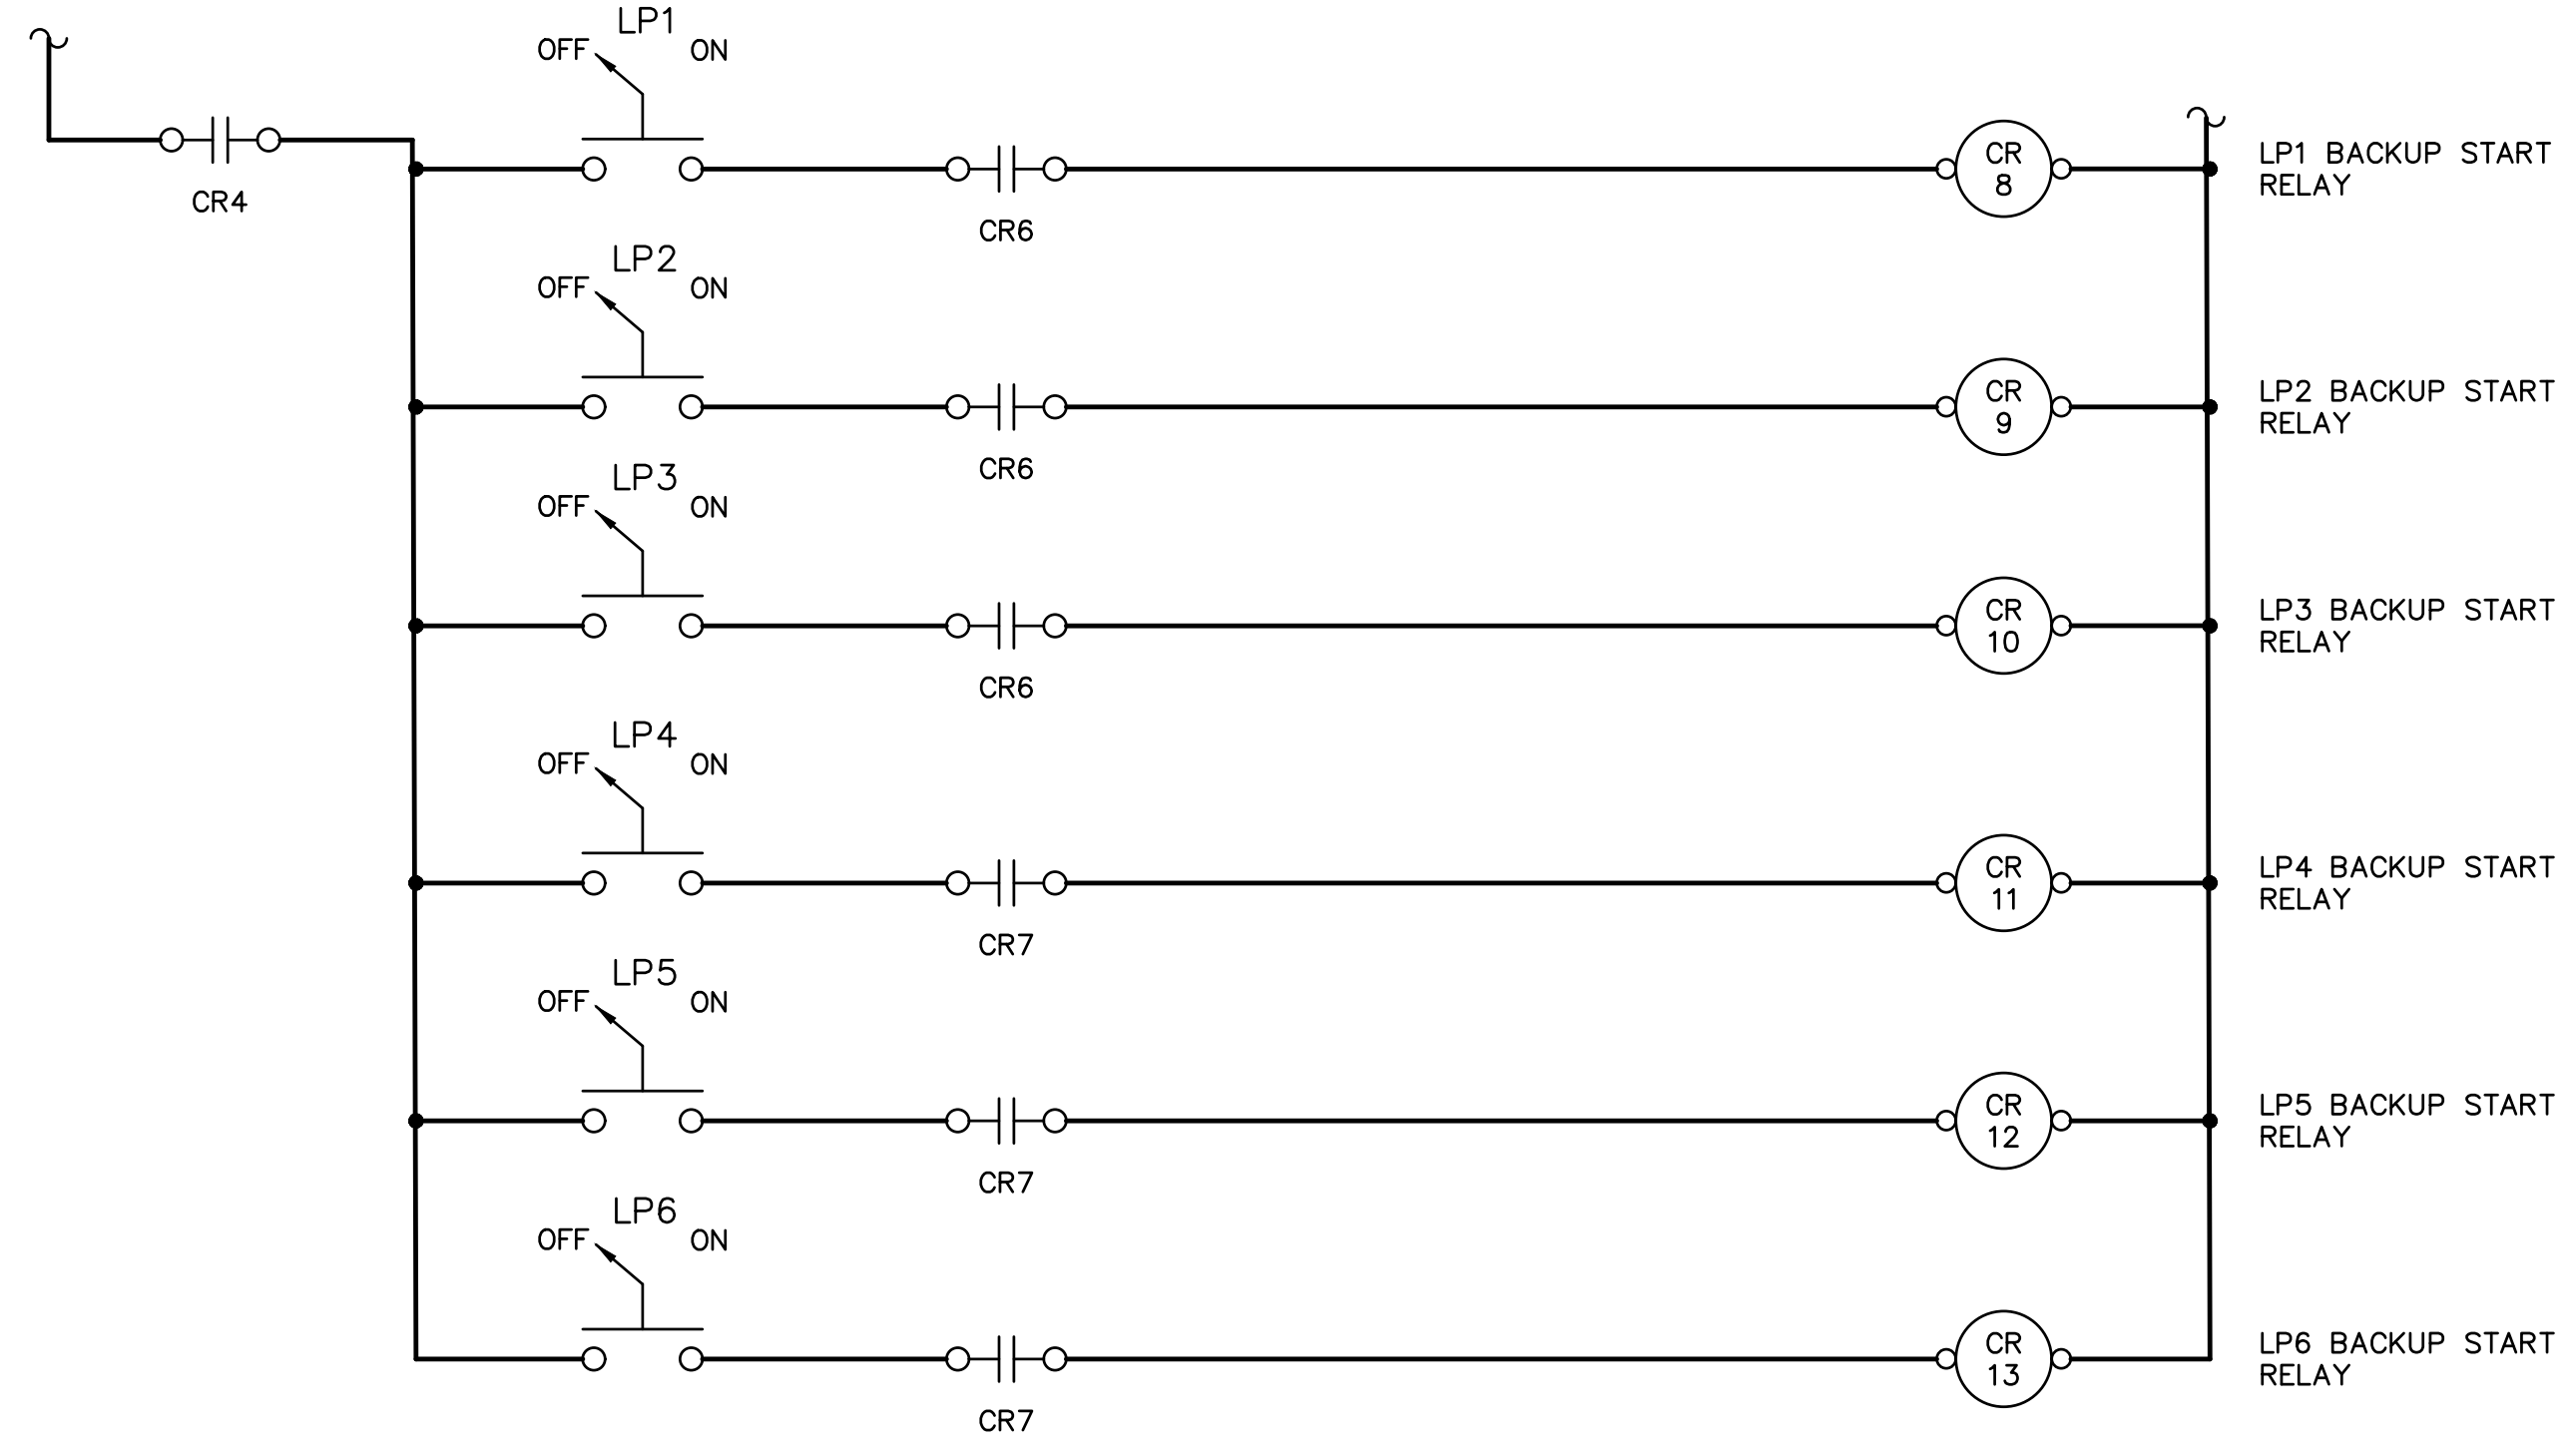 LP1
OFF ON
CR
8
LP1 BACKUP START
RELAY
CR4
CR6
LP2
OFF ON
CR
9
LP2 BACKUP START
RELAY
CR6
LP3
OFF ON
CR
10
LP3 BACKUP START
RELAY
CR6
LP4
OFF ON
CR
11
LP4 BACKUP START
RELAY
CR7
LP5
OFF ON
CR
12
LP5 BACKUP START
RELAY
CR7
LP6
OFF ON
CR
13
LP6 BACKUP START
RELAY
CR7